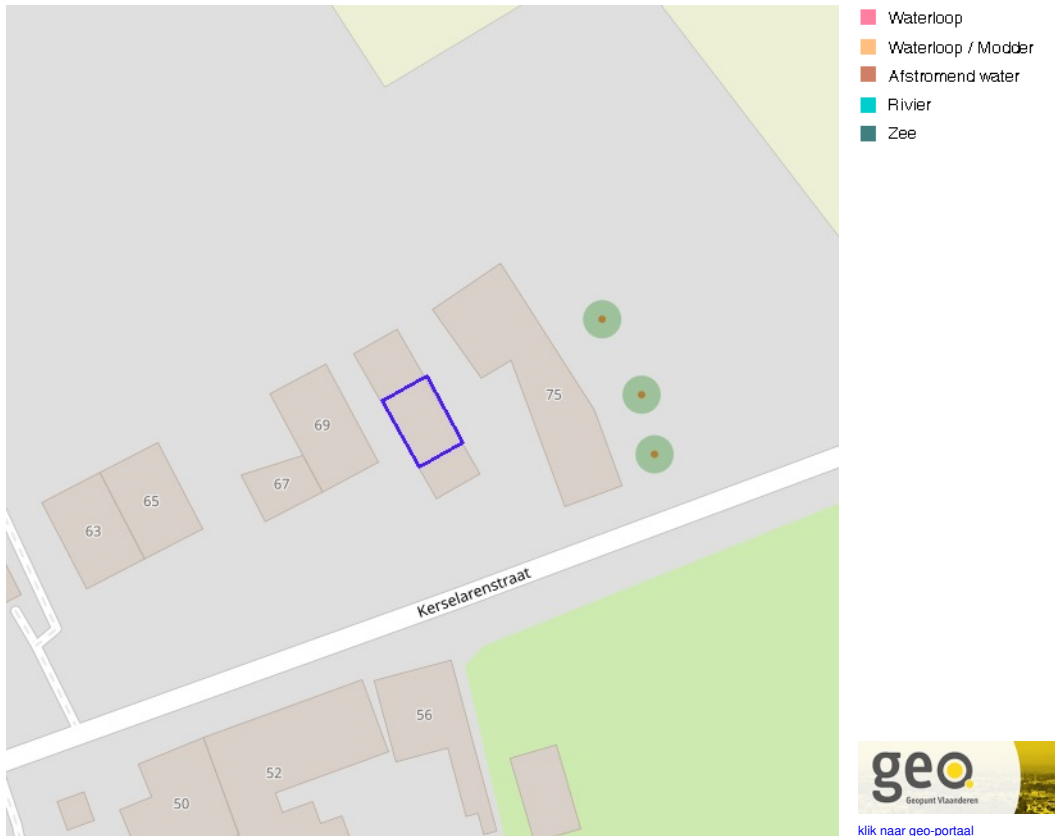 Waterloop
Waterloop / Modder
Afstromend water
Rivier
Zee
75
69
67
65
63
Kerselarenstraat
56
52
50
geo.
Geopunt Vlaanderen
klik naar geo-portaal